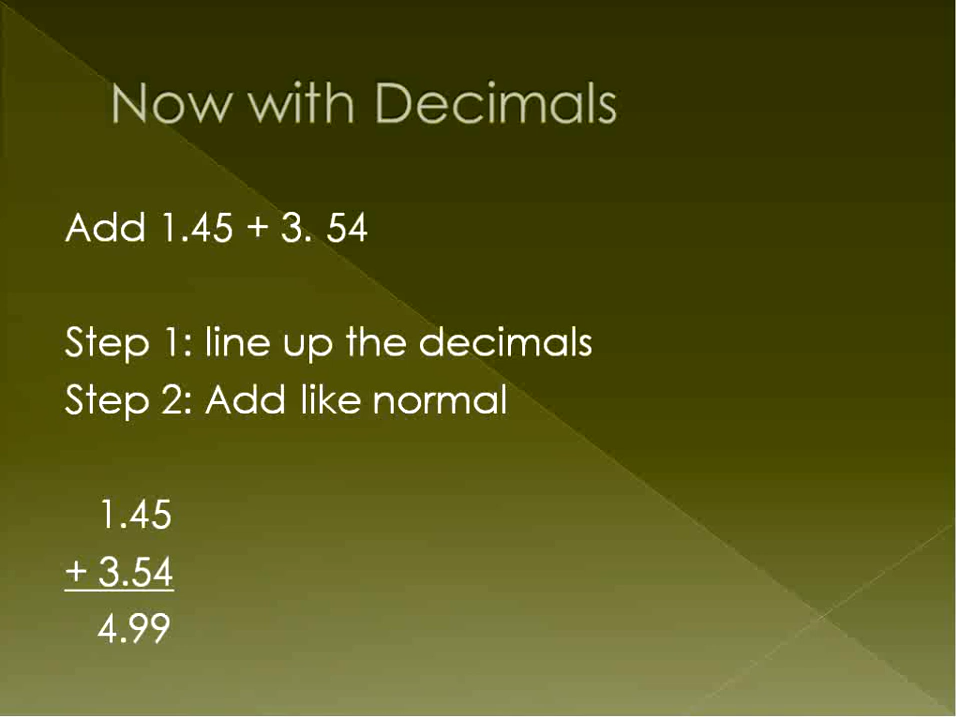 Now with Decimals
Add 1.45 + 3. 54
Step 1: line up the decimals
Step 2: Add like normal
1.45
+ 3.54
4.99